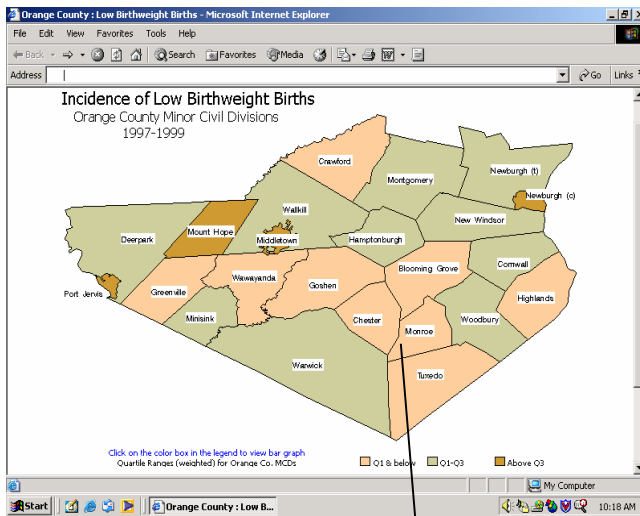 Orange County : Low Birthweight Births - Microsoft Internet Explorer
File Edit View Favorites Tools Help
Back Search Favorites Media
Address Go Links
Incidence of Low Birthweight Births
Orange County Minor Civil Divisions
1997-1999
Crawford
Montgomery
Newburgh (t)
Newburgh (c)
Wallkill
New Windsor
Mount Hope
Deerpark
Middletown
Hamptonburgh
Cornwall
Blooming Grove
Wawayanda
Goshen
Port Jervis
Greenville
Highlands
Minisink
Chester
Monroe
Woodbury
Warwick
Tuxedo
Click on the color box in the legend to view bar graph
Quartile Ranges (weighted) for Orange Co. MCDs
Q1 & below Q1-Q3 Above Q3
My Computer
Start Orange County : Low B... 10:18 AM